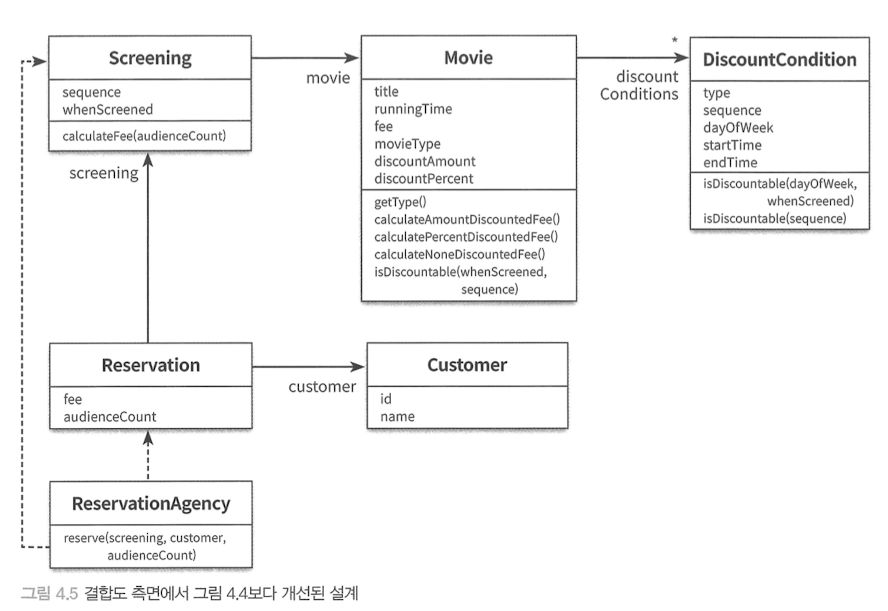 Screening
sequence
whenScreened
calculateFee(audienceCount)
movie
Movie
title
runningTime
fee
movieType
discountAmount
discountPercent
getType()
calculateAmountDiscountedFee()
calculatePercentDiscountedFee()
calculateNoneDiscountedFee()
isDiscountable(whenScreened,
sequence)
*
discount
Conditions
DiscountCondition
type
sequence
dayOfWeek
startTime
endTime
isDiscountable(dayOfWeek,
whenScreened)
isDiscountable(sequence)
screening
Reservation
fee
audienceCount
customer
Customer
id
name
ReservationAgency
reserve(screening, customer,
audienceCount)
그림 4.5 결합도 측면에서 그림 4.4보다 개선된 설계